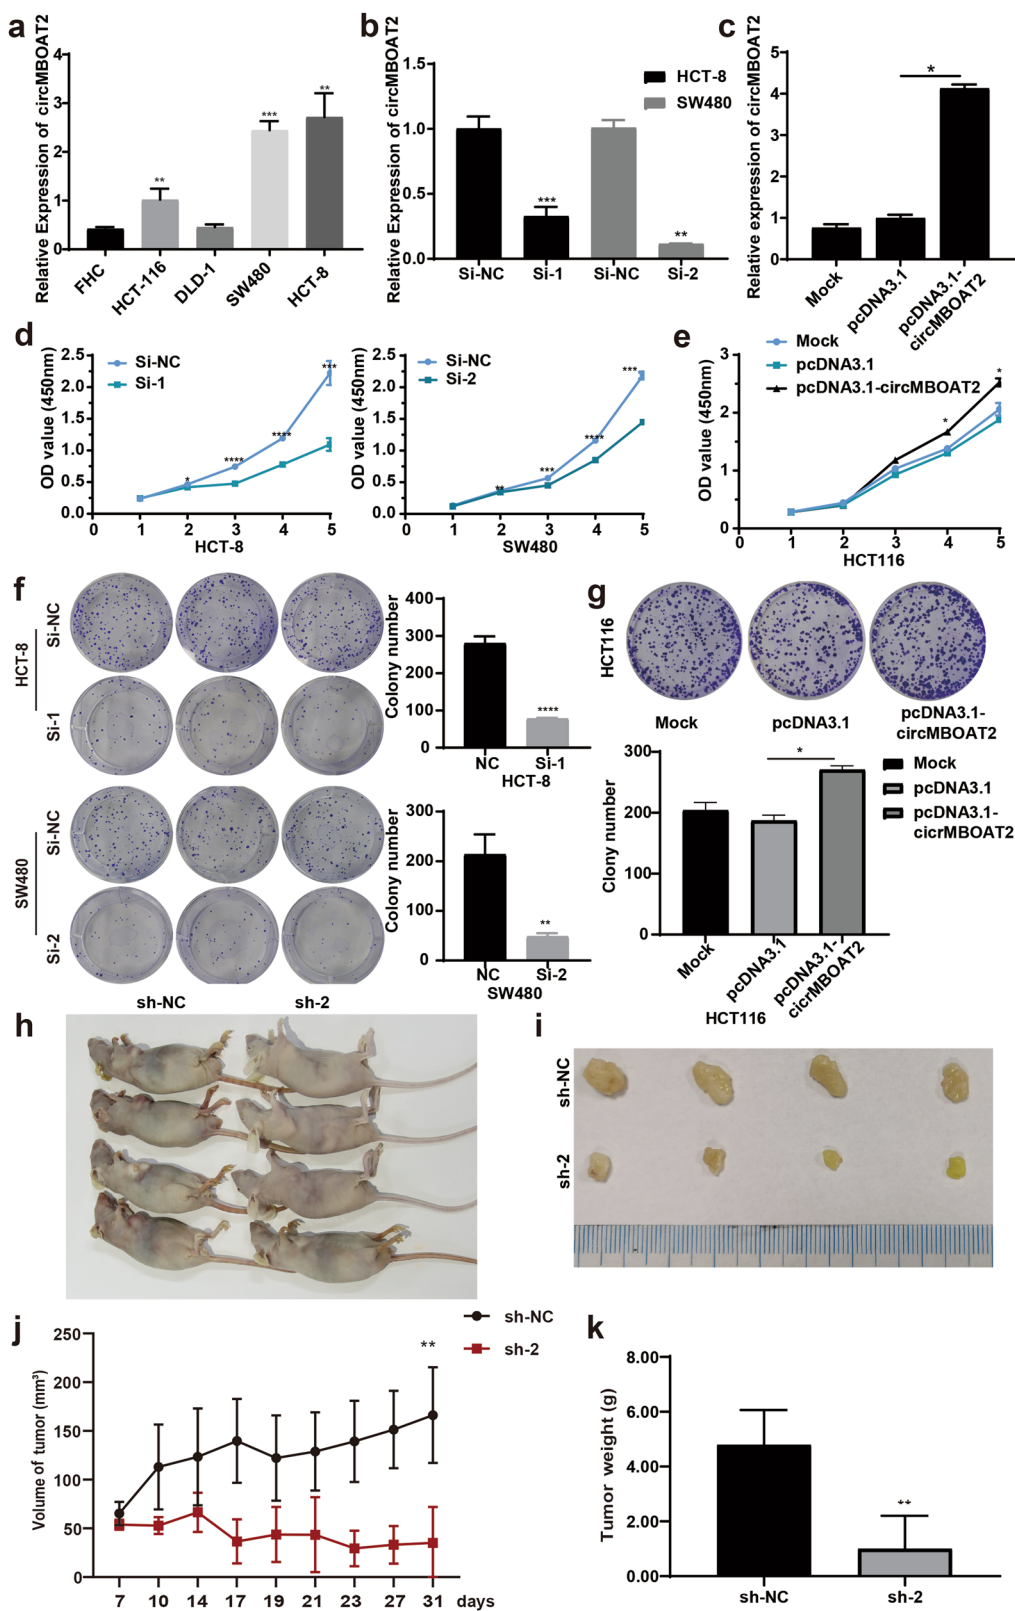 a
Relative Expression of circMBOAT2
4
3
2
1
0
**
***
**
FHC
HCT-116
DLD-1
SW480
HCT-8
b
Relative Expression of circMBOAT2
1.5
1.0
0.5
0.0
HCT-8
SW480
***
**
Si-NC
Si-1
Si-NC
Si-2
c
Relative expression of circMBOAT2
5
4
3
2
1
0
*
Mock
pcDNA3.1
pcDNA3.1-
circMBOAT2
d
OD value (450nm)
2.5
2.0
1.5
1.0
0.5
0.0
Si-NC
Si-1
*
****
****
***
0 1 2 3 4 5
HCT-8
OD value (450nm)
2.5
2.0
1.5
1.0
0.5
0.0
Si-NC
Si-2
**
***
****
***
0 1 2 3 4 5
SW480
e
Mock
pcDNA3.1
pcDNA3.1-circMBOAT2
OD value (450nm)
3
2
1
0
*
*
0 1 2 3 4 5
HCT116
f
HCT-8
Si-NC
Si-1
SW480
Si-NC
Si-2
Colony number
400
300
200
100
0
****
NC
Si-1
HCT-8
Colony number
300
200
100
0
**
NC
Si-2
SW480
g
HCT116
Mock
pcDNA3.1
pcDNA3.1-
circMBOAT2
Clony number
300
200
100
0
*
Mock
pcDNA3.1
pcDNA3.1-
cicrMBOAT2
Mock
pcDNA3.1
pcDNA3.1-
cicrMBOAT2
HCT116
h
sh-NC
sh-2
i
sh-NC
sh-2
j
Volume of tumor (mm³)
250
200
150
100
50
0
sh-NC
sh-2
**
7 10 14 17 19 21 23 27 31 days
k
Tumor weight (g)
8.00
6.00
4.00
2.00
0.00
**
sh-NC
sh-2